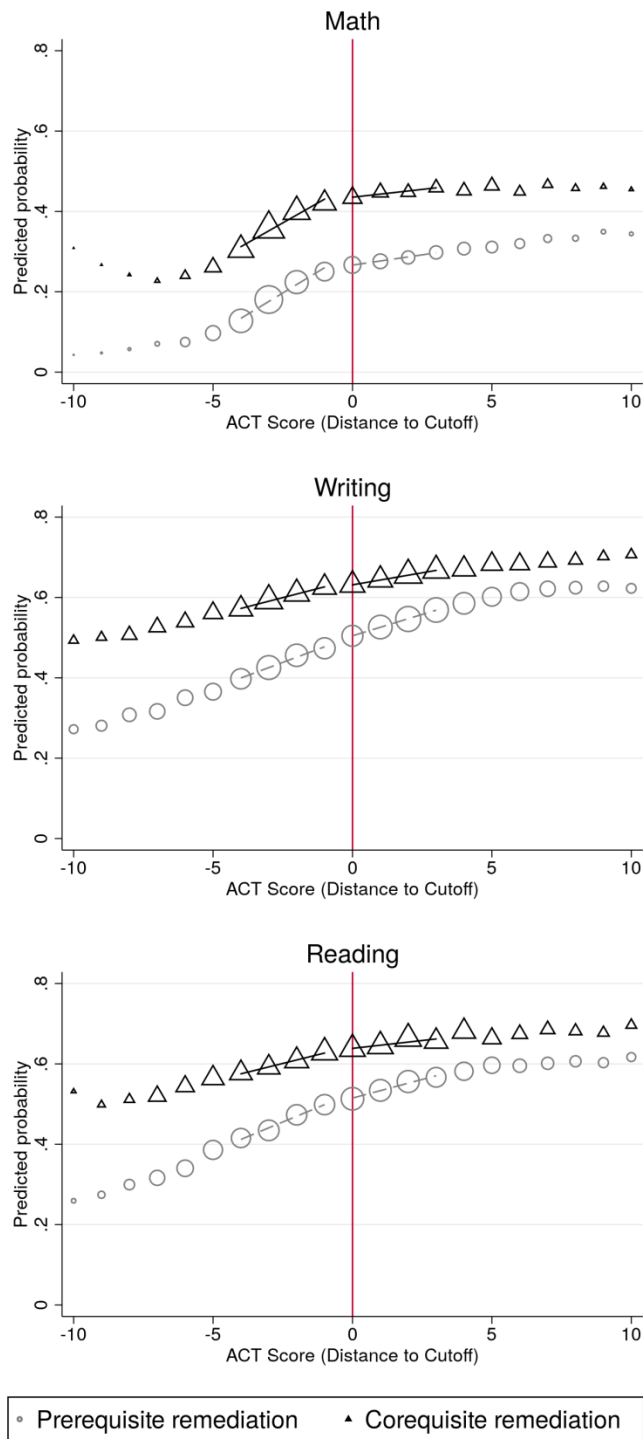 Math
Predicted probability
.8
.6
.4
.2
0
-10 -5 0 5 10
ACT Score (Distance to Cutoff)
Writing
Predicted probability
.8
.6
.4
.2
0
-10 -5 0 5 10
ACT Score (Distance to Cutoff)
Reading
Predicted probability
.8
.6
.4
.2
0
-10 -5 0 5 10
ACT Score (Distance to Cutoff)
Prerequisite remediation Corequisite remediation